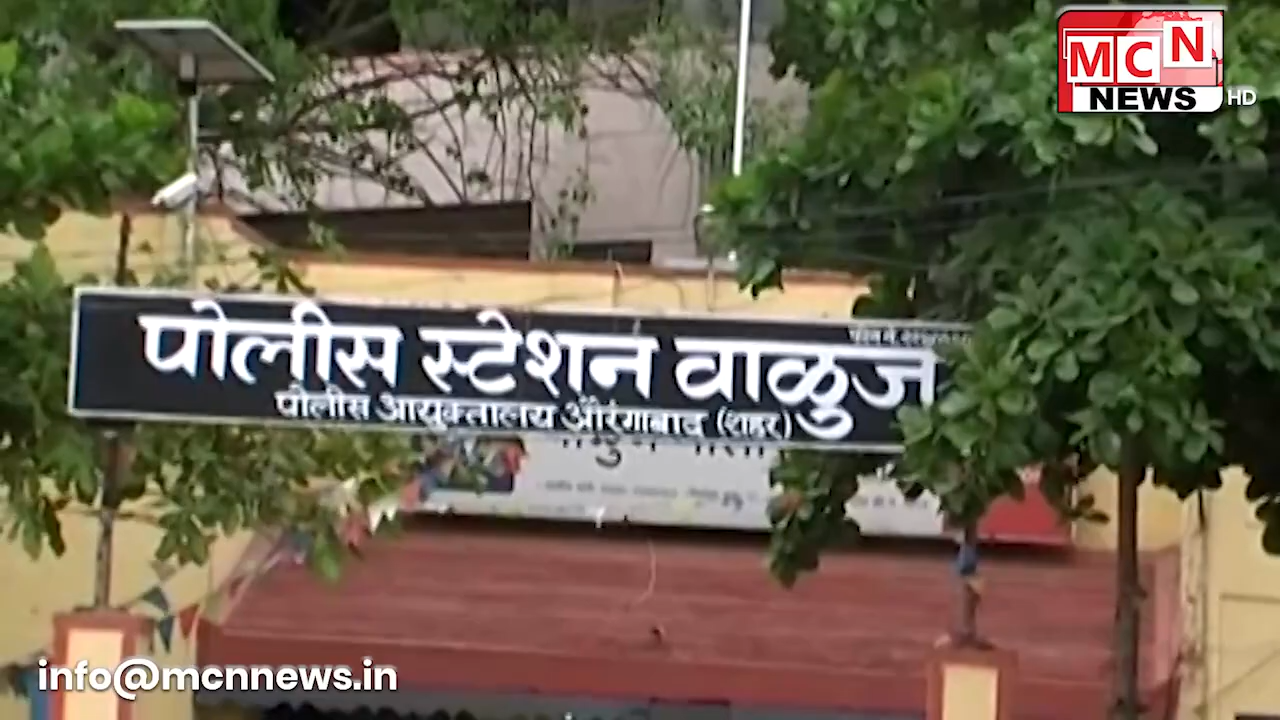 MCN
NEWS HD
पोलीस स्टेशन वाळुज
पोलीस आयुक्तालय औरंगाबाद (शहर)
info@mcnnews.in